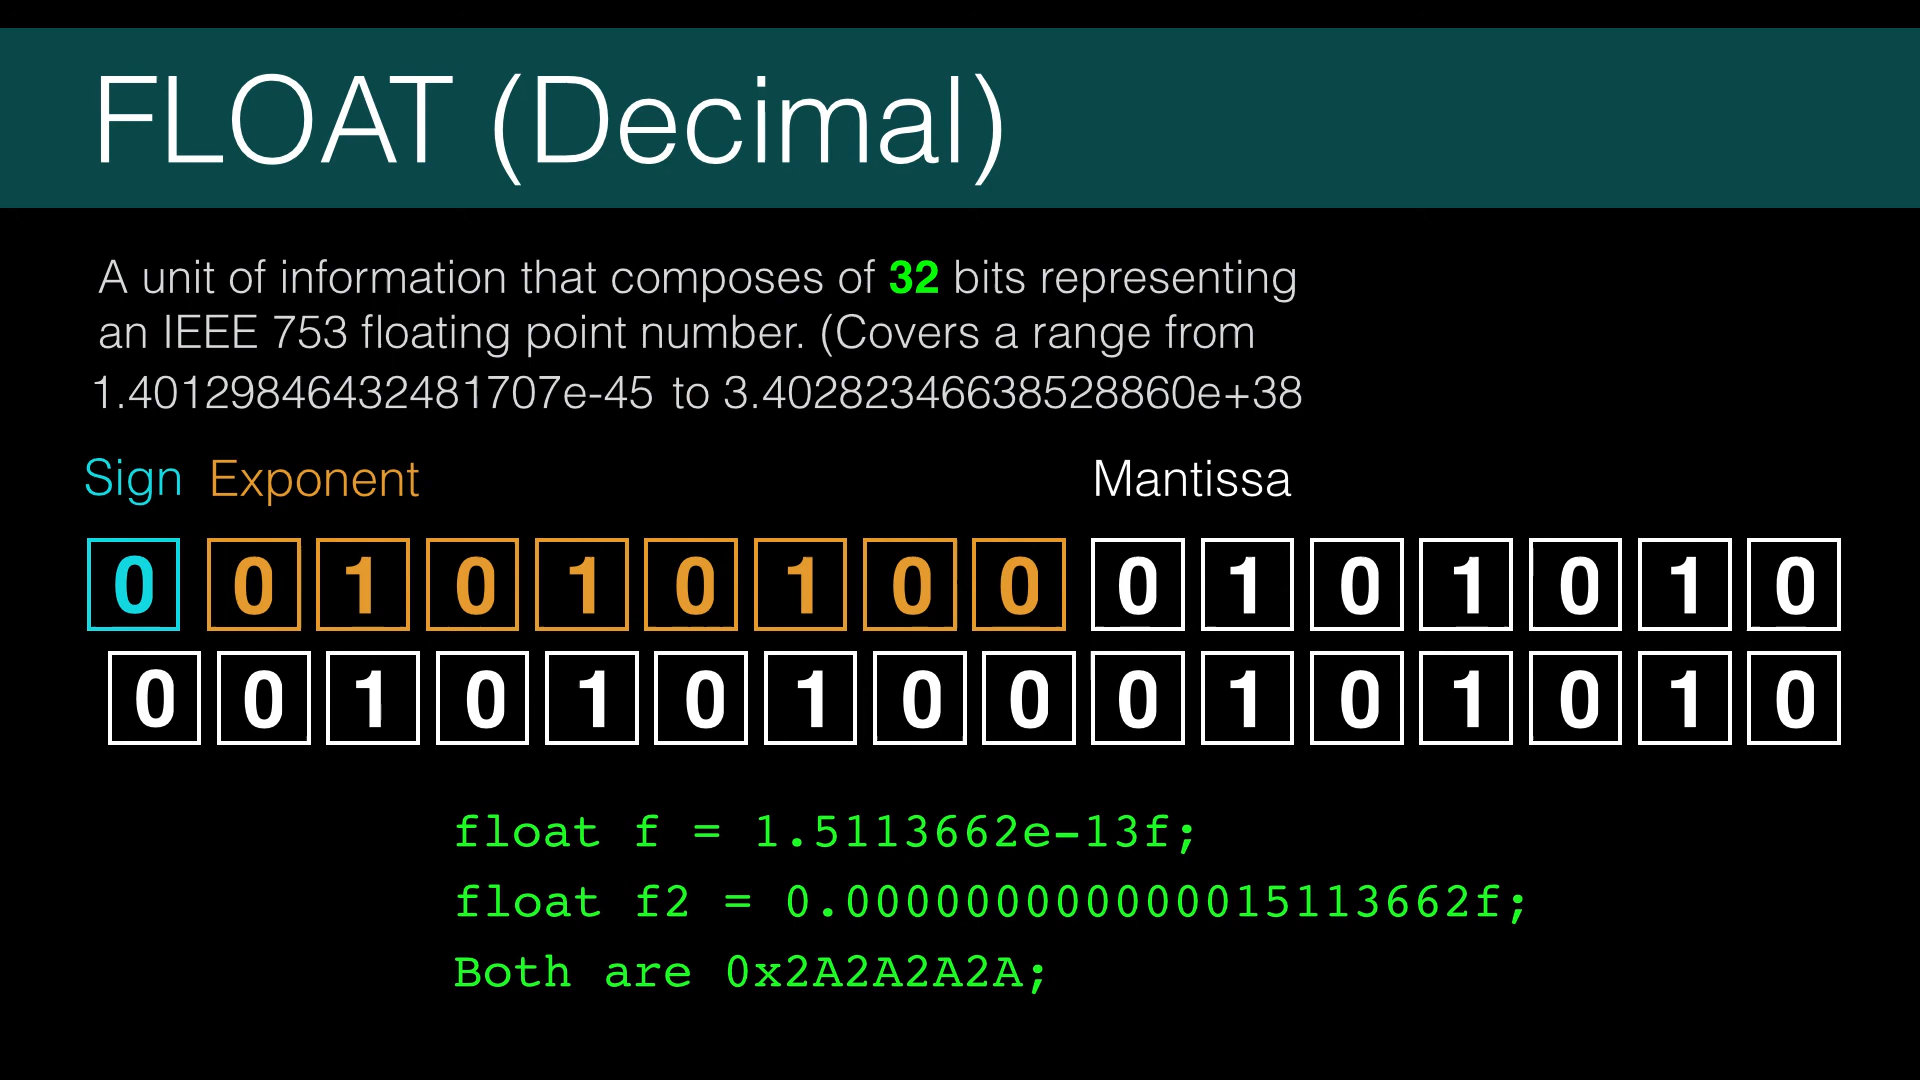 FLOAT (Decimal)
A unit of information that composes of 32 bits representing
an IEEE 753 floating point number. (Covers a range from
1.40129846432481707e-45 to 3.40282346638528860e+38
Sign Exponent Mantissa
0 0 1 0 1 0 1 0 0 0 1 0 1 0 1 0
0 0 1 0 1 0 1 0 0 0 1 0 1 0 1 0
float f = 1.5113662e-13f;
float f2 = 0.00000000000015113662f;
Both are 0x2A2A2A2A;